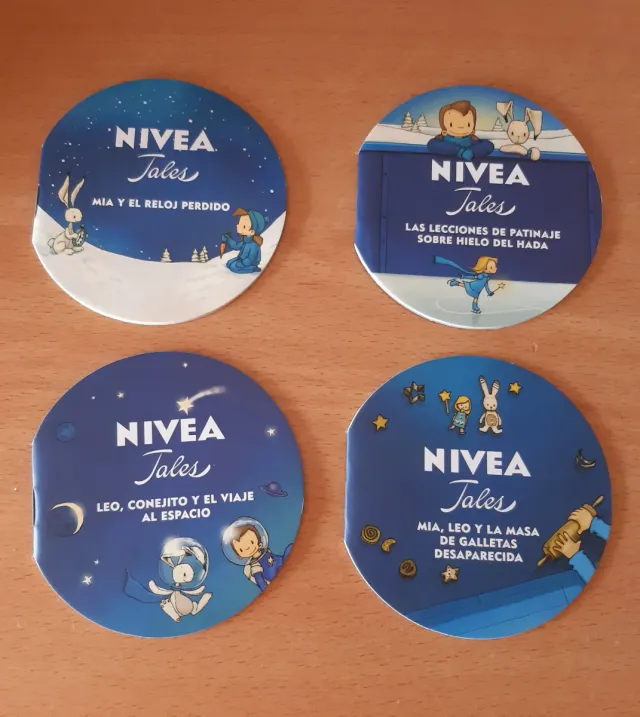 NIVEA
Tales
MIA Y EL RELOJ PERDIDO
NIVEA
Tales
LAS LECCIONES DE PATINAJE
SOBRE HIELO DEL HADA
NIVEA
Tales
LEO, CONEJITO Y EL VIAJE
AL ESPACIO
NIVEA
Tales
MIA, LEO Y LA MASA
DE GALLETAS
DESAPARECIDA